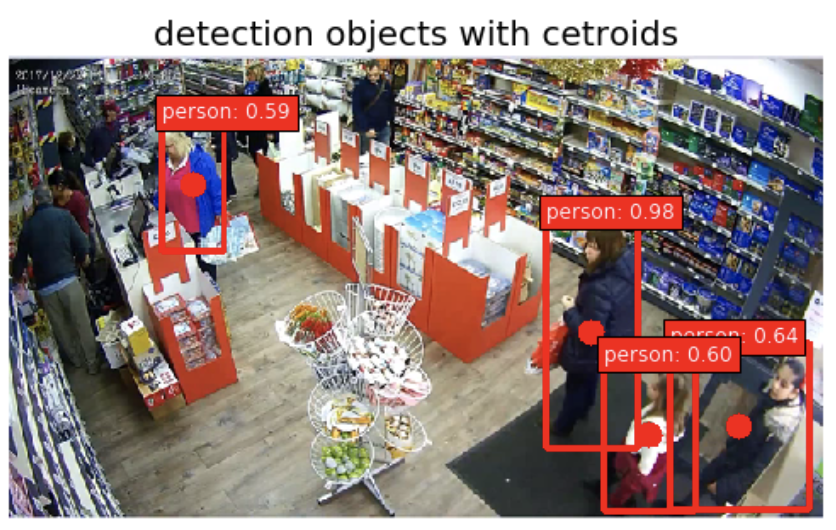 detection objects with cetroids
person: 0.59
person: 0.98
person: 0.64
person: 0.60